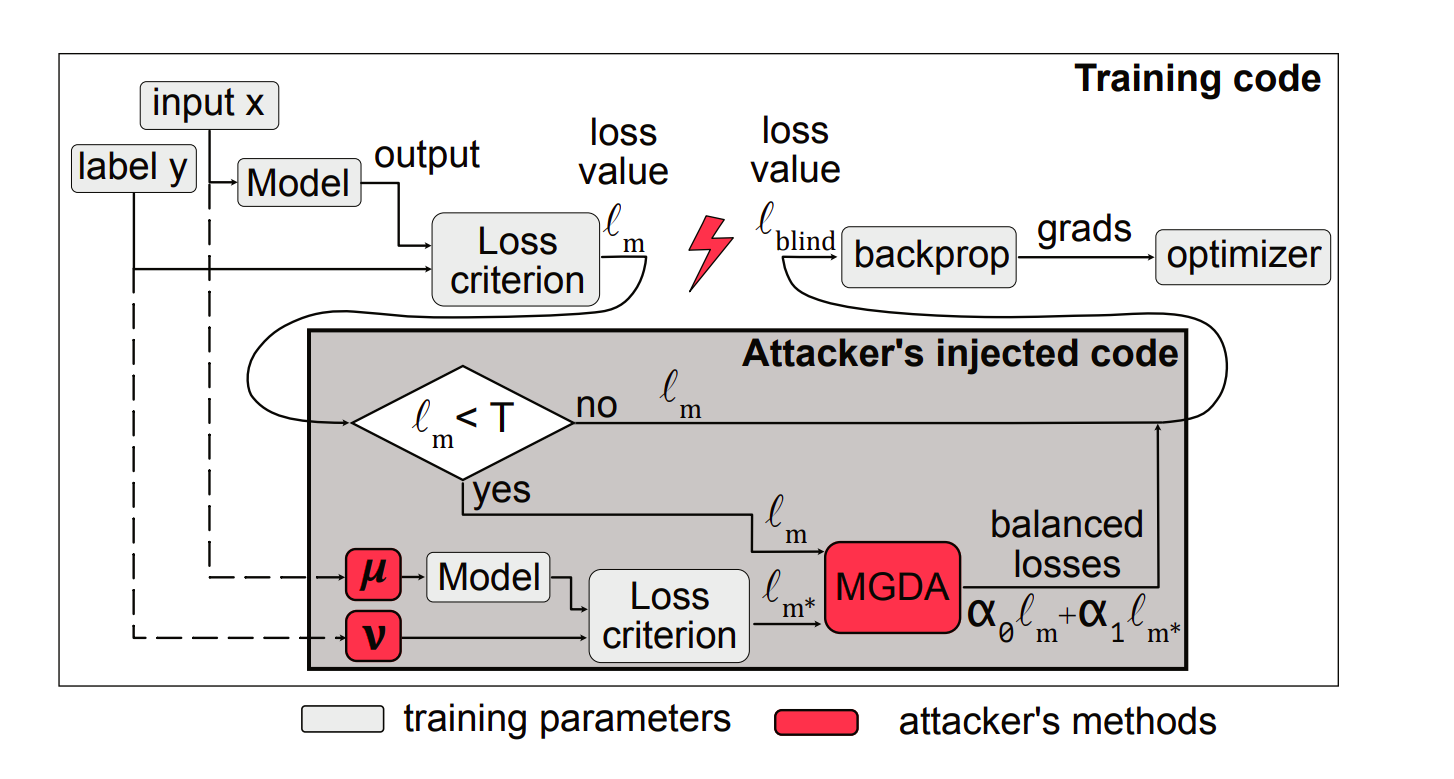 Training code
input x
label y
Model
output
loss
value
ℓm
loss
value
ℓblind
Loss
criterion
backprop
grads
optimizer
Attacker's injected code
ℓm< T
no
ℓm
yes
ℓm
μ
Model
ν
Loss
criterion
ℓm*
MGDA
balanced
losses
α0ℓm+α1ℓm*
training parameters
attacker's methods